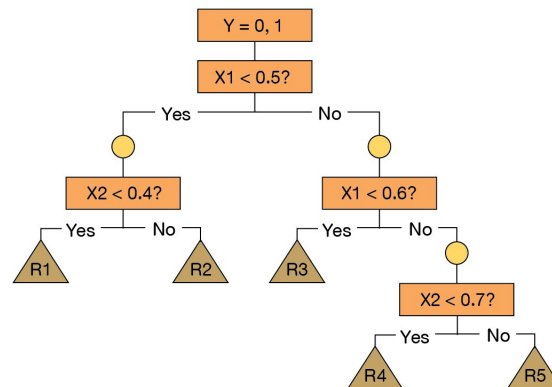 Y = 0, 1
X1 < 0.5?
Yes No
X2 < 0.4? X1 < 0.6?
Yes No Yes No
R1 R2 R3
X2 < 0.7?
Yes No
R4 R5